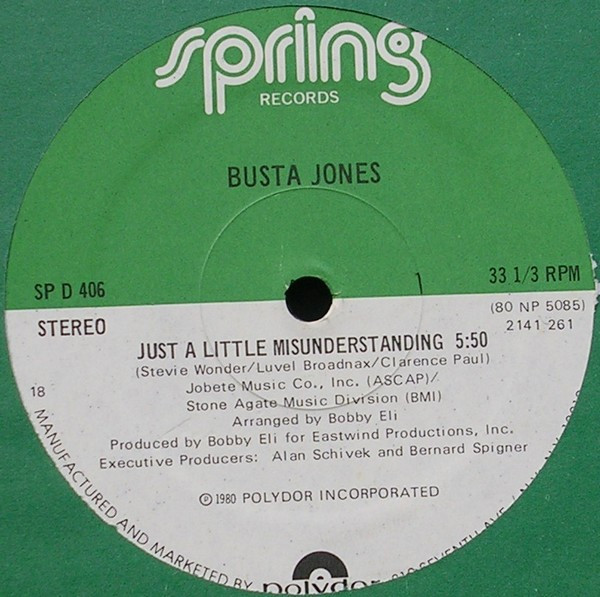 spring
RECORDS
BUSTA JONES
SP D 406
1
33 1/3 RPM
STEREO
(80 NP 5085)
2141 261
JUST A LITTLE MISUNDERSTANDING 5:50
(Stevie Wonder/Luvel Broadnax/Clarence Paul)
18
Jobete Music Co., Inc. (ASCAP)/
Stone Agate Music Division (BMI)
Arranged by Bobby Eli
Produced by Bobby Eli for Eastwind Productions, Inc.
Executive Producers: Alan Schivek and Bernard Spigner
Ⓟ 1980 POLYDOR INCORPORATED
MANUFACTURED AND MARKETED BY polydor